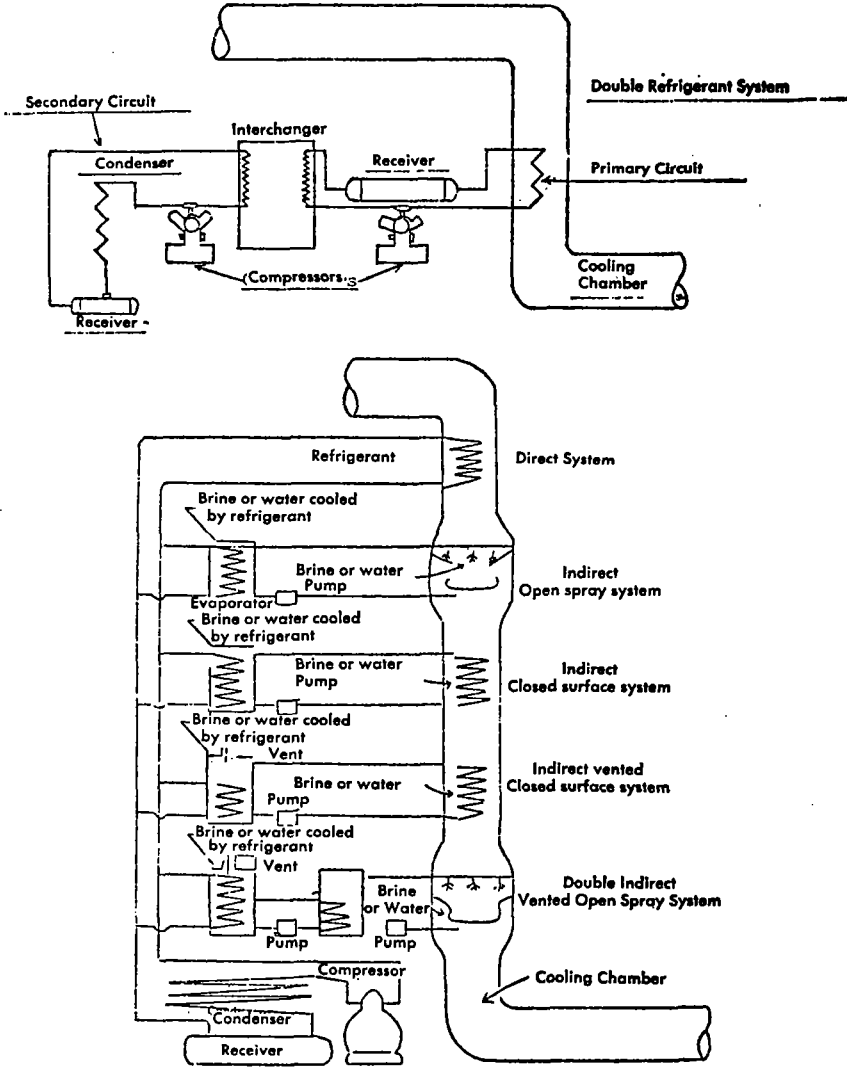 Double Refrigerant System
Secondary Circuit
Interchanger
Condenser
Receiver
Primary Circuit
Cooling
Chamber
(Compressors s
Receiver
Refrigerant
Direct System
Brine or water cooled
by refrigerant
Brine or water
Pump
Indirect
Open spray system
Evaporator
Brine or water cooled
by refrigerant
Brine or water
Pump
Indirect
Closed surface system
Brine or water cooled
by refrigerant
Vent
Indirect vented
Closed surface system
Brine or water
Pump
Brine or water cooled
by refrigerant
Vent
Double Indirect
Vented Open Spray System
Brine
or Water
Pump
Pump
Compressor
Cooling Chamber
Condenser
Receiver